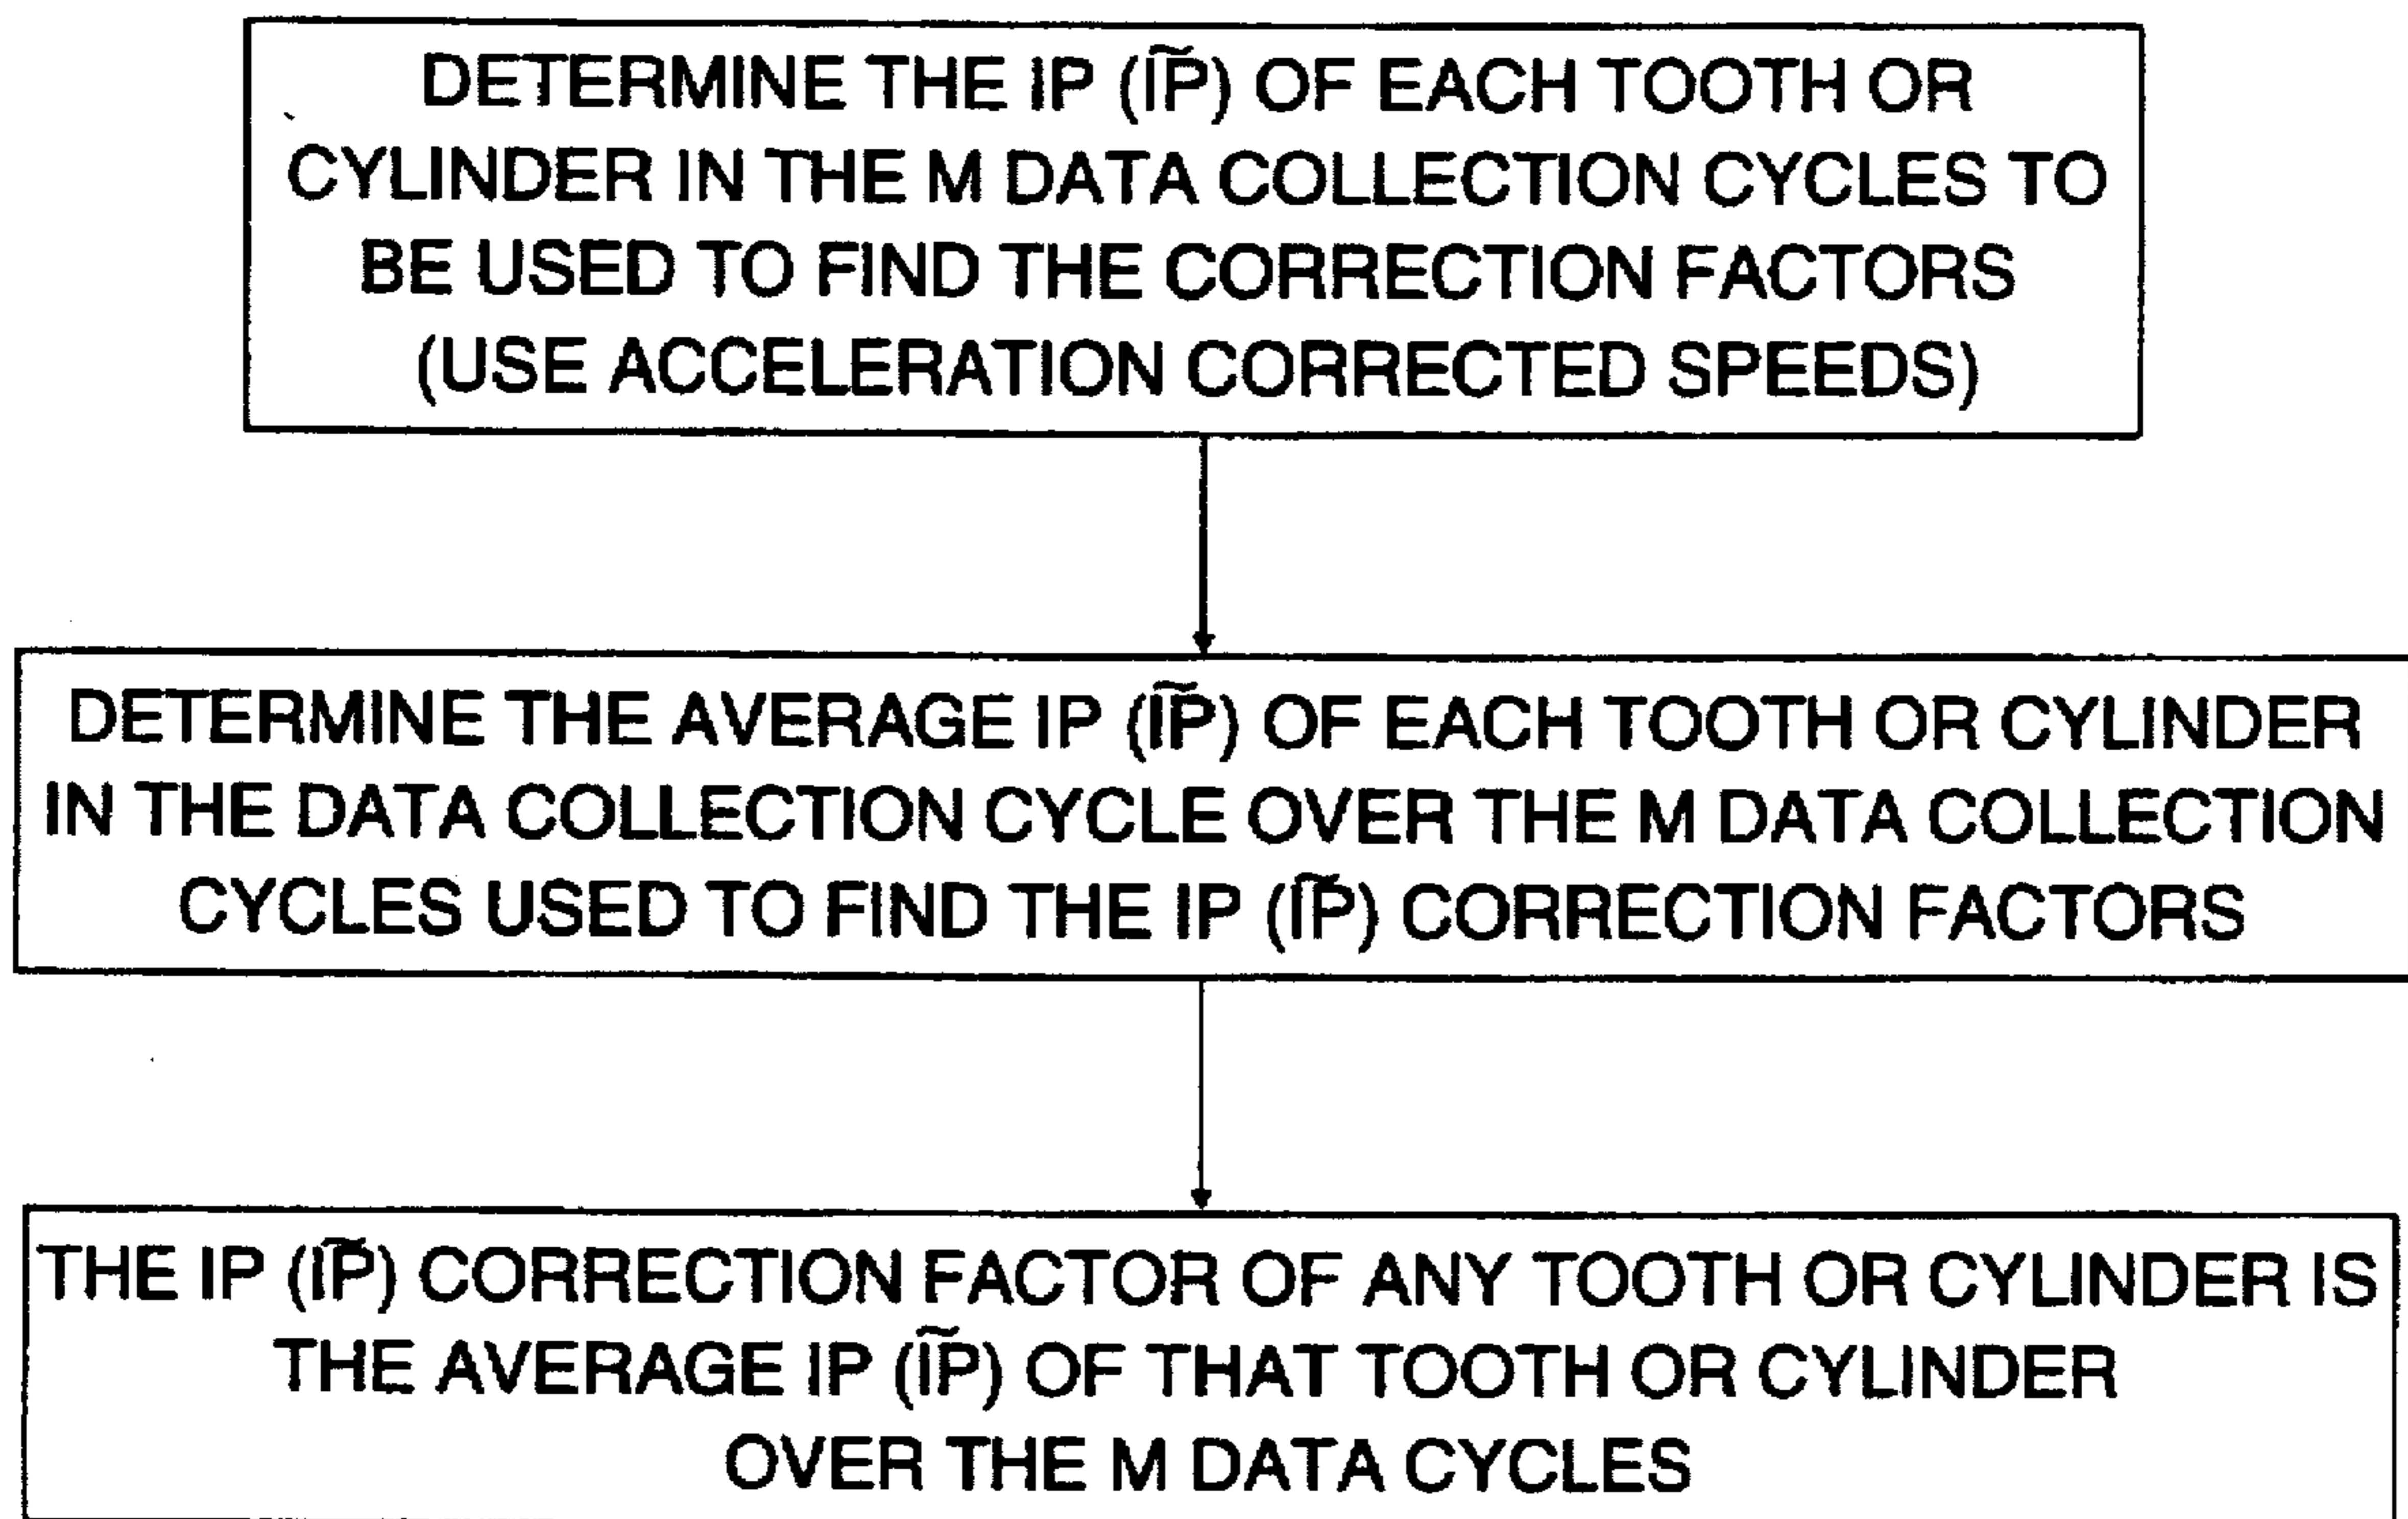 DETERMINE THE IP (ĨP̃) OF EACH TOOTH OR
CYLINDER IN THE M DATA COLLECTION CYCLES TO
BE USED TO FIND THE CORRECTION FACTORS
(USE ACCELERATION CORRECTED SPEEDS)
DETERMINE THE AVERAGE IP (ĨP̃) OF EACH TOOTH OR CYLINDER
IN THE DATA COLLECTION CYCLE OVER THE M DATA COLLECTION
CYCLES USED TO FIND THE IP (ĨP̃) CORRECTION FACTORS
THE IP (ĨP̃) CORRECTION FACTOR OF ANY TOOTH OR CYLINDER IS
THE AVERAGE IP (ĨP̃) OF THAT TOOTH OR CYLINDER
OVER THE M DATA CYCLES